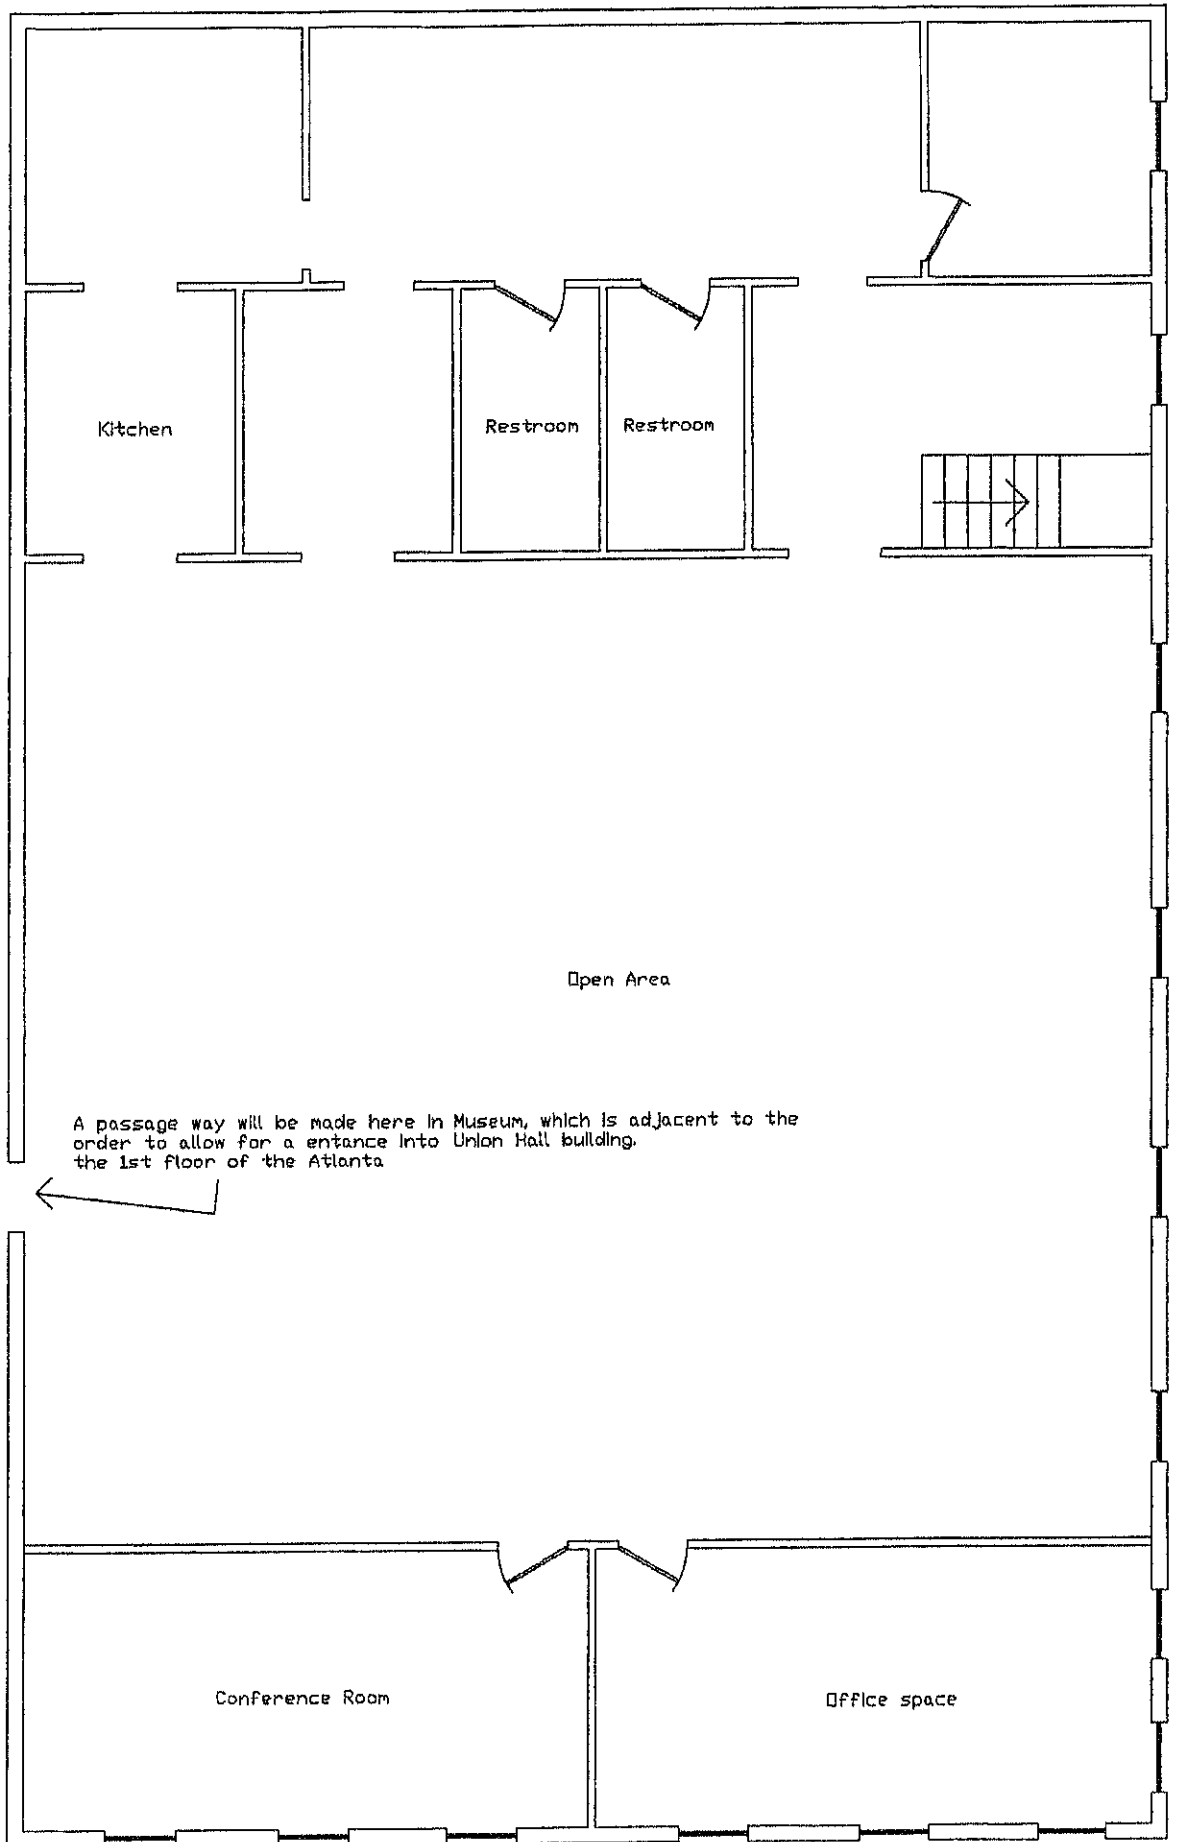 Kitchen
Restroom
Restroom
Open Area
A passage way will be made here in Museum, which is adjacent to the
order to allow for a entance into Union Hall building.
the 1st floor of the Atlanta
Conference Room
Office space